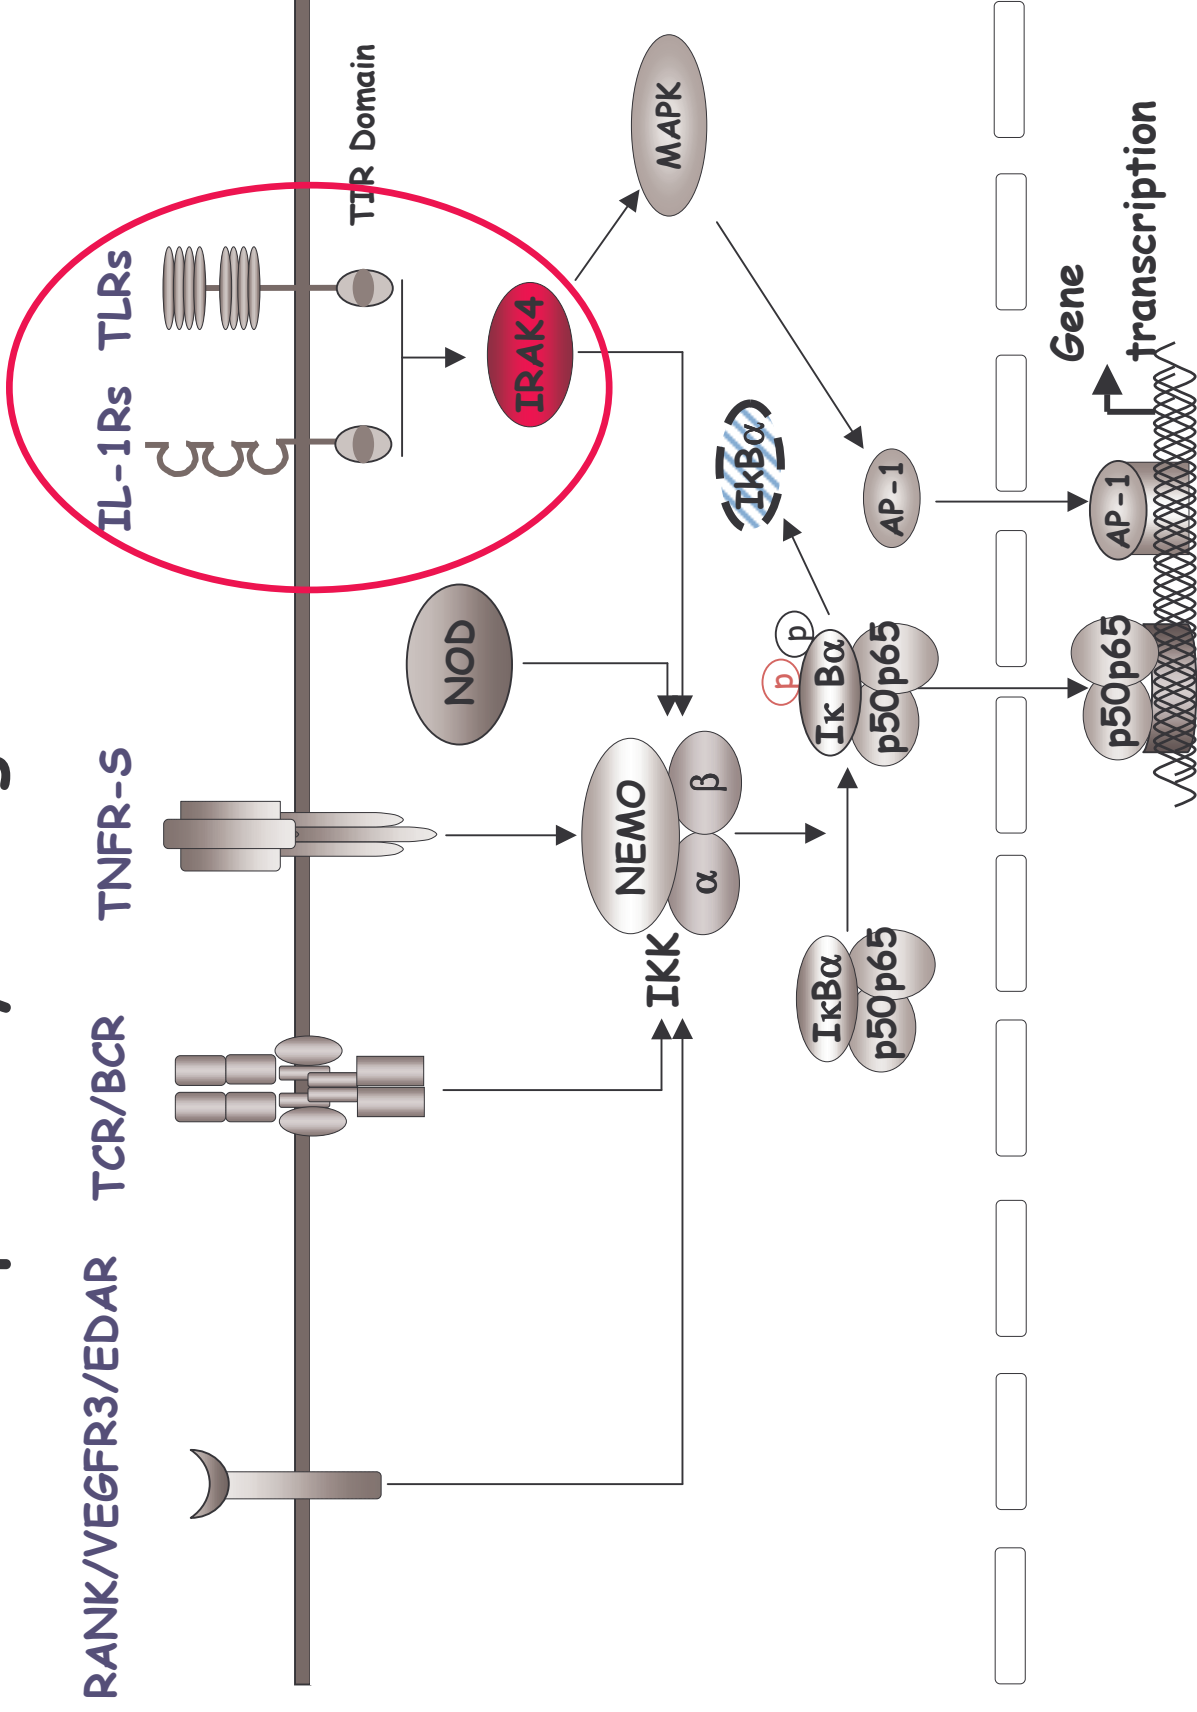 RANK/VEGFR3/EDAR TCR/BCR TNFR-S IL-1Rs TLRs
TIR Domain
NOD
IRAK4
MAPK
IKK
NEMO
α β
IκBα
p50p65
p p
Iκ Bα
p50p65
IκBα
AP-1
Gene
transcription
p50p65
AP-1